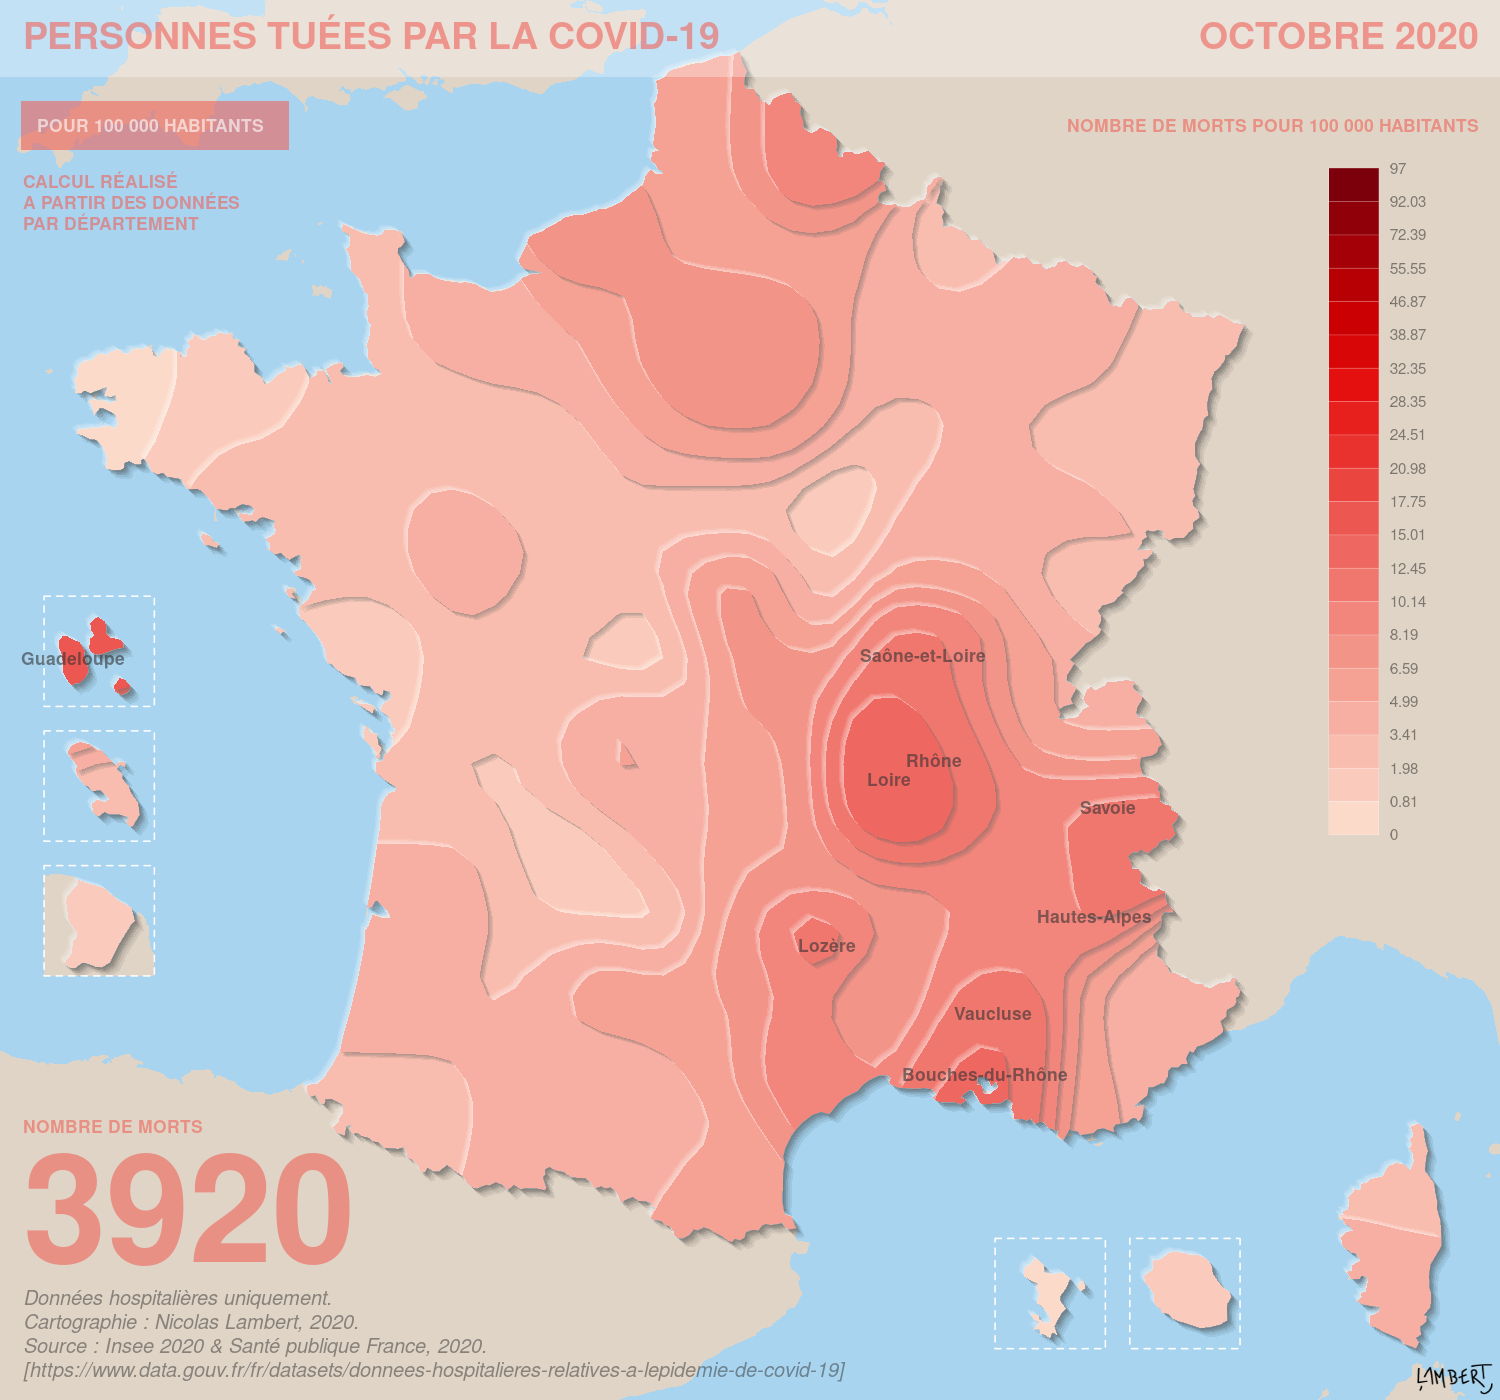 PERSONNES TUÉES PAR LA COVID-19
OCTOBRE 2020
POUR 100 000 HABITANTS
CALCUL RÉALISÉ
A PARTIR DES DONNÉES
PAR DÉPARTEMENT
NOMBRE DE MORTS POUR 100 000 HABITANTS
97
92.03
72.39
55.55
46.87
38.87
32.35
28.35
24.51
20.98
17.75
15.01
12.45
10.14
8.19
6.59
4.99
3.41
1.98
0.81
0
Guadeloupe
Saône-et-Loire
Rhône
Loire
Savoie
Hautes-Alpes
Lozère
Vaucluse
Bouches-du-Rhône
NOMBRE DE MORTS
3920
Données hospitalières uniquement.
Cartographie : Nicolas Lambert, 2020.
Source : Insee 2020 & Santé publique France, 2020.
[https://www.data.gouv.fr/fr/datasets/donnees-hospitalieres-relatives-a-lepidemie-de-covid-19]
LAMBERT